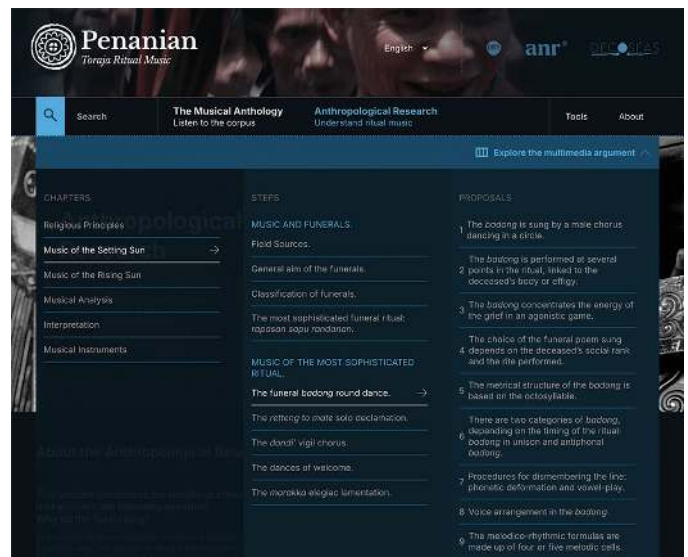 Penanian
Toraja Ritual Music
English
anr
DECOSEAS
Search
The Musical Anthology
Listen to the corpus
Anthropological Research
Understand ritual music
Tools
About
Explore the multimedia argument
CHAPTERS
Religious Principles
Music of the Setting Sun
Music of the Rising Sun
Musical Analysis
Interpretation
Musical Instruments
STEPS
MUSIC AND FUNERALS.
Field Sources.
General aim of the funerals.
Classification of funerals.
The most sophisticated funeral ritual:
rapasan sapu randanan.
MUSIC OF THE MOST SOPHISTICATED
RITUAL.
The funeral badong round dance.
The retteng to mate solo declamation.
The dondi' vigil chorus.
The dances of welcome.
The marakka elegiac lamentation.
PROPOSALS
1 The badong is sung by a male chorus
dancing in a circle.
The badong is performed at several
2 points in the ritual, linked to the
deceased's body or effigy.
3 The badong concentrates the energy of
the grief in an agonistic game.
The choice of the funeral poem sung
4 depends on the deceased's social rank
and the rite performed.
5 The metrical structure of the badong is
based on the octosyllable.
There are two categories of badong,
depending on the timing of the ritual:
6 badong in unison and antiphonal
badong.
7 Procedures for dismembering the line:
phonetic deformation and vowel-play.
8 Voice arrangement in the badong.
9 The melodico-rhythmic formulas are
made up of four or five melodic cells.
About the Anthropological Research